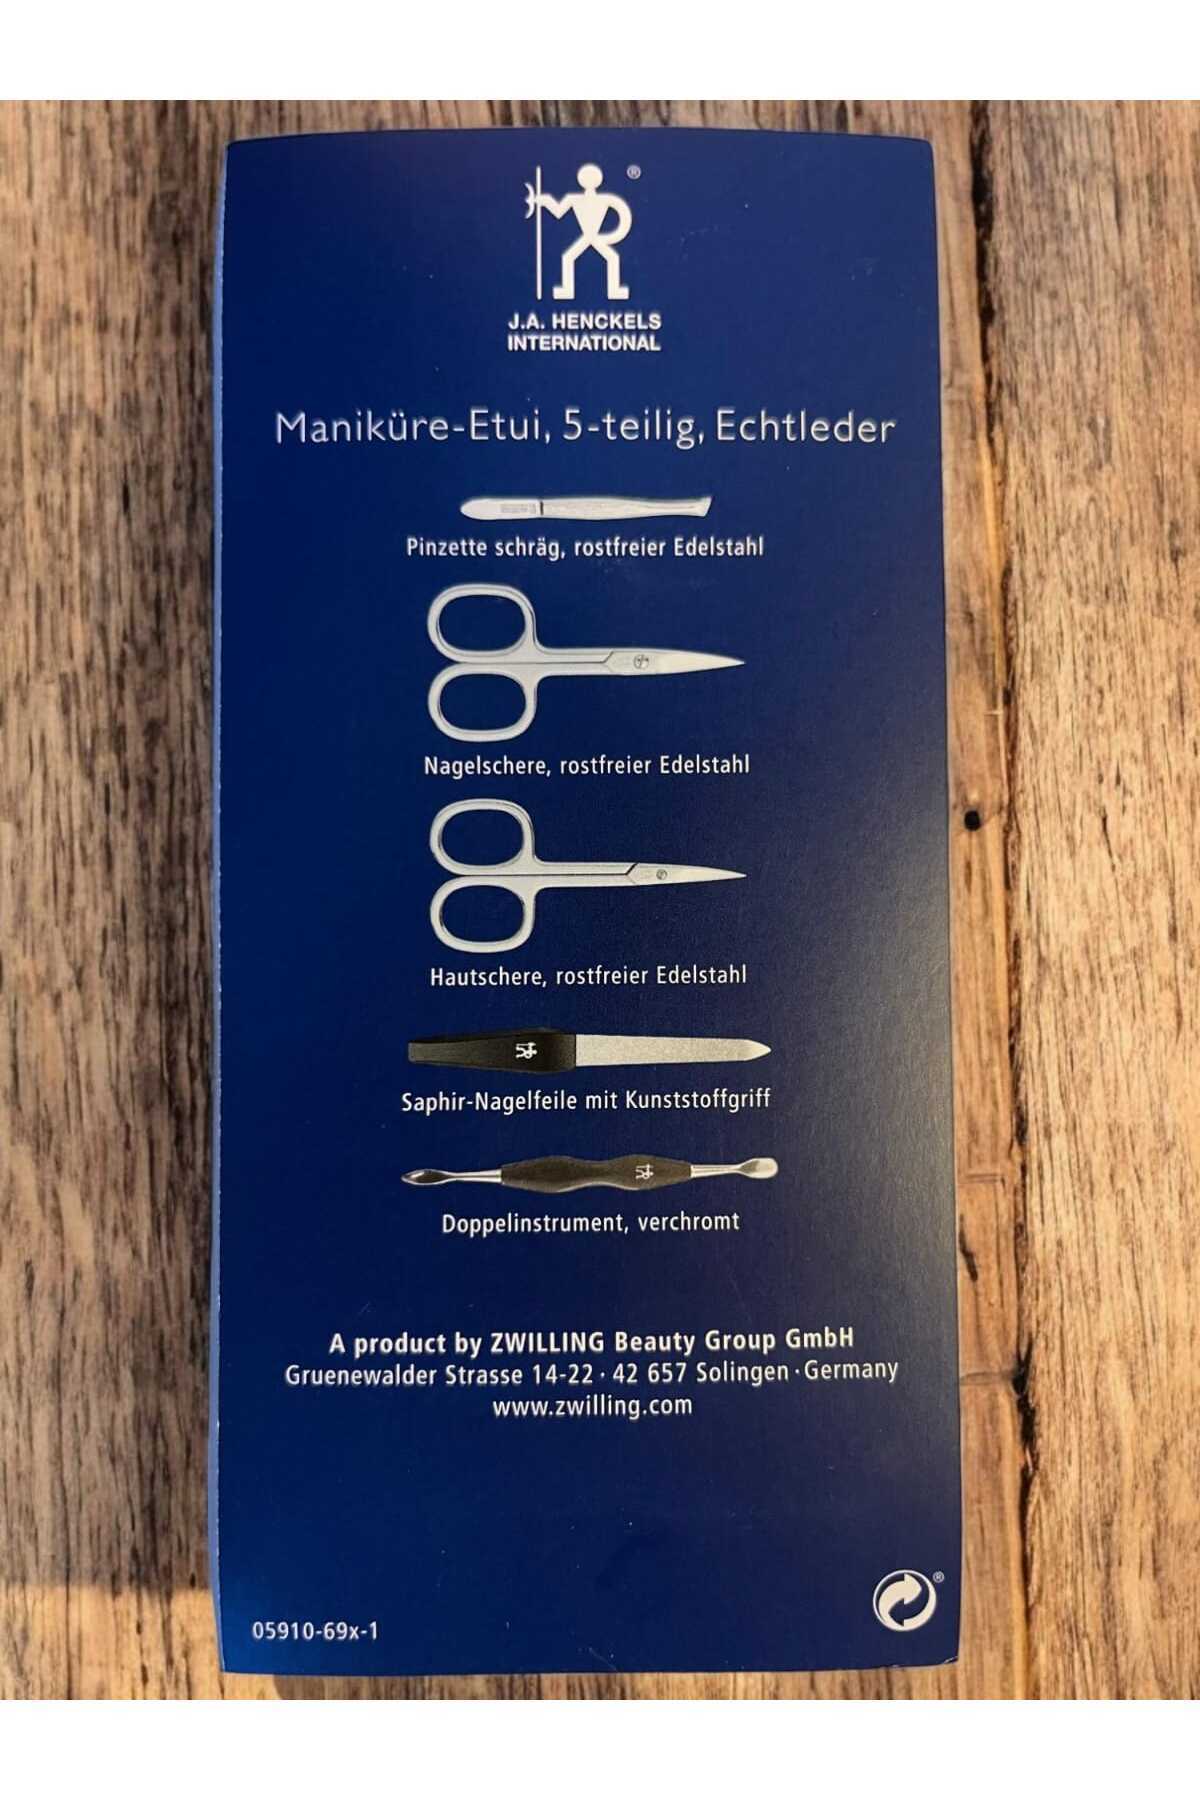 ®
J.A. HENCKELS
INTERNATIONAL
Maniküre-Etui, 5-teilig, Echtleder
Pinzette schräg, rostfreier Edelstahl
Nagelschere, rostfreier Edelstahl
Hautschere, rostfreier Edelstahl
Saphir-Nagelfeile mit Kunststoffgriff
Doppelinstrument, verchromt
A product by ZWILLING Beauty Group GmbH
Gruenewalder Strasse 14-22 · 42 657 Solingen · Germany
www.zwilling.com
05910-69x-1
®